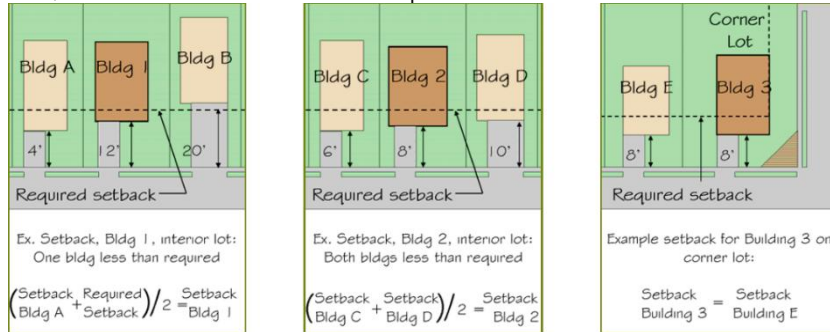 Bldg A
Bldg 1
Bldg B
4'
12'
20'
Required setback
Ex. Setback, Bldg 1, interior lot:
One bldg less than required
(Setback Bldg A + Required Setback)/2 = Setback Bldg 1
Bldg C
Bldg 2
Bldg D
6'
8'
10'
Required setback
Ex. Setback, Bldg 2, interior lot:
Both bldgs less than required
(Setback Bldg C + Setback Bldg D)/2 = Setback Bldg 2
Corner
Lot
Bldg E
Bldg 3
8'
8'
Required setback
Example setback for Building 3 on
corner lot:
Setback Building 3 = Setback Building E